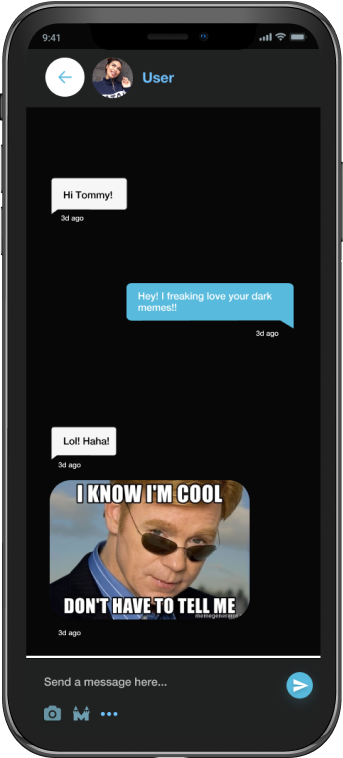 9:41
User
Hi Tommy!
3d ago
Hey! I freaking love your dark
memes!!
3d ago
Lol! Haha!
3d ago
I KNOW I'M COOL
DON'T HAVE TO TELL ME
3d ago
Send a message here...